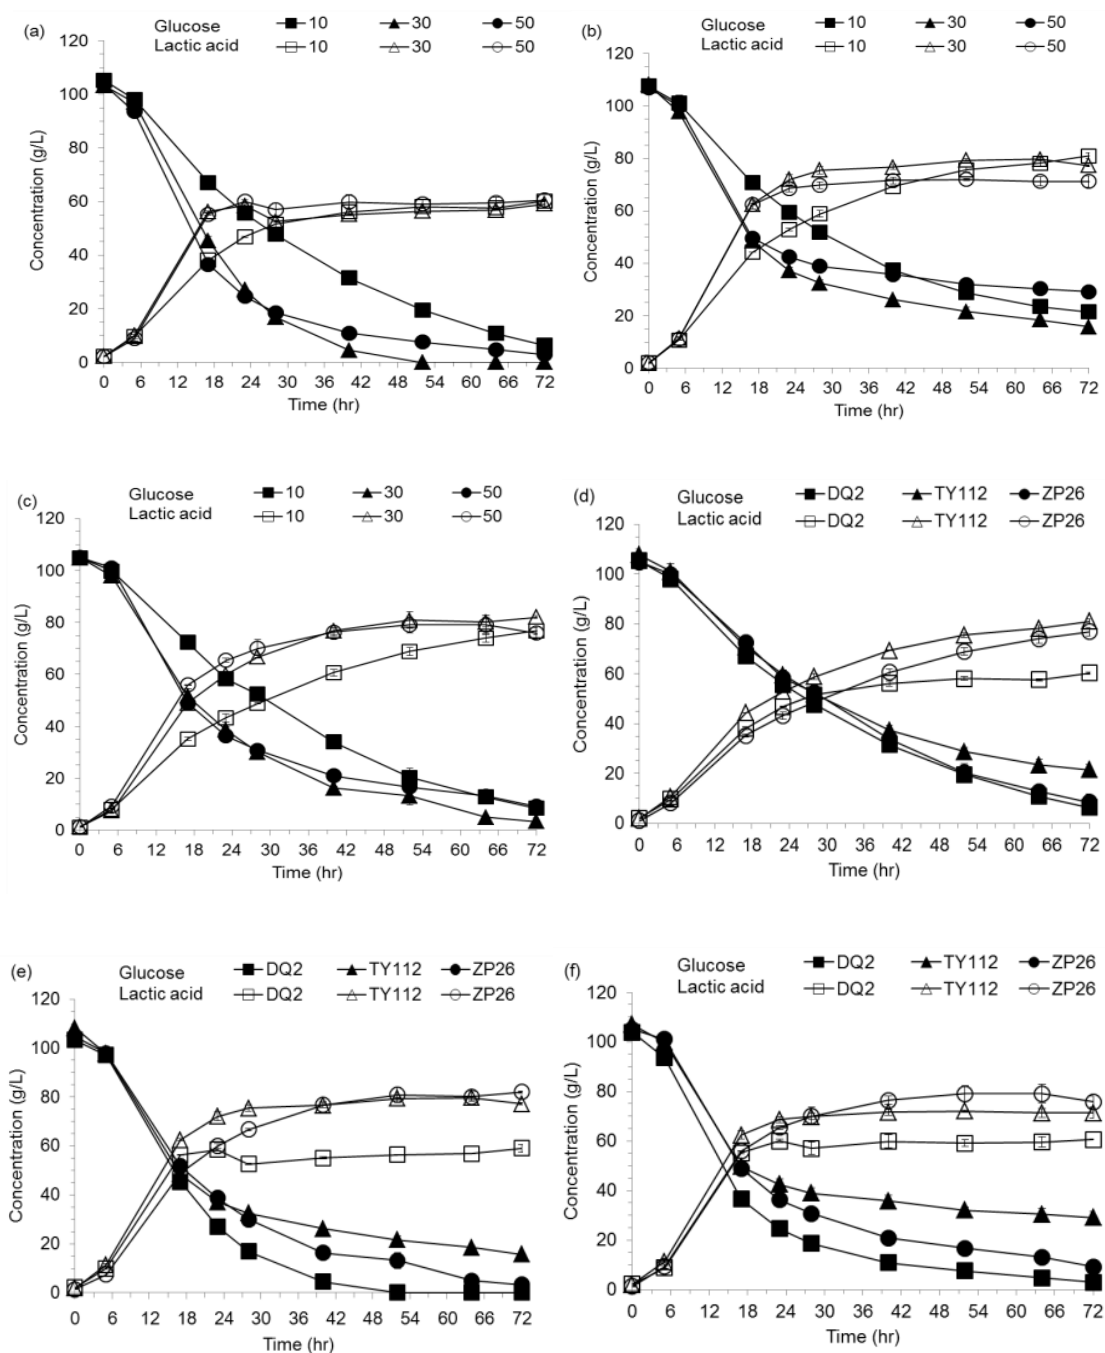 (a) Glucose 10 30 50
Lactic acid 10 30 50
120
100
80
60
40
20
0
Concentration (g/L)
0 6 12 18 24 30 36 42 48 54 60 66 72
Time (hr)
(b) Glucose 10 30 50
Lactic acid 10 30 50
120
100
80
60
40
20
0
Concentration (g/L)
0 6 12 18 24 30 36 42 48 54 60 66 72
Time (hr)
(c) Glucose 10 30 50
Lactic acid 10 30 50
120
100
80
60
40
20
0
Concentration (g/L)
0 6 12 18 24 30 36 42 48 54 60 66 72
Time (hr)
(d) Glucose DQ2 TY112 ZP26
Lactic acid DQ2 TY112 ZP26
120
100
80
60
40
20
0
Concentration (g/L)
0 6 12 18 24 30 36 42 48 54 60 66 72
Time (hr)
(e) Glucose DQ2 TY112 ZP26
Lactic acid DQ2 TY112 ZP26
120
100
80
60
40
20
0
Concentration (g/L)
0 6 12 18 24 30 36 42 48 54 60 66 72
Time (hr)
(f) Glucose DQ2 TY112 ZP26
Lactic acid DQ2 TY112 ZP26
120
100
80
60
40
20
0
Concentration (g/L)
0 6 12 18 24 30 36 42 48 54 60 66 72
Time (hr)